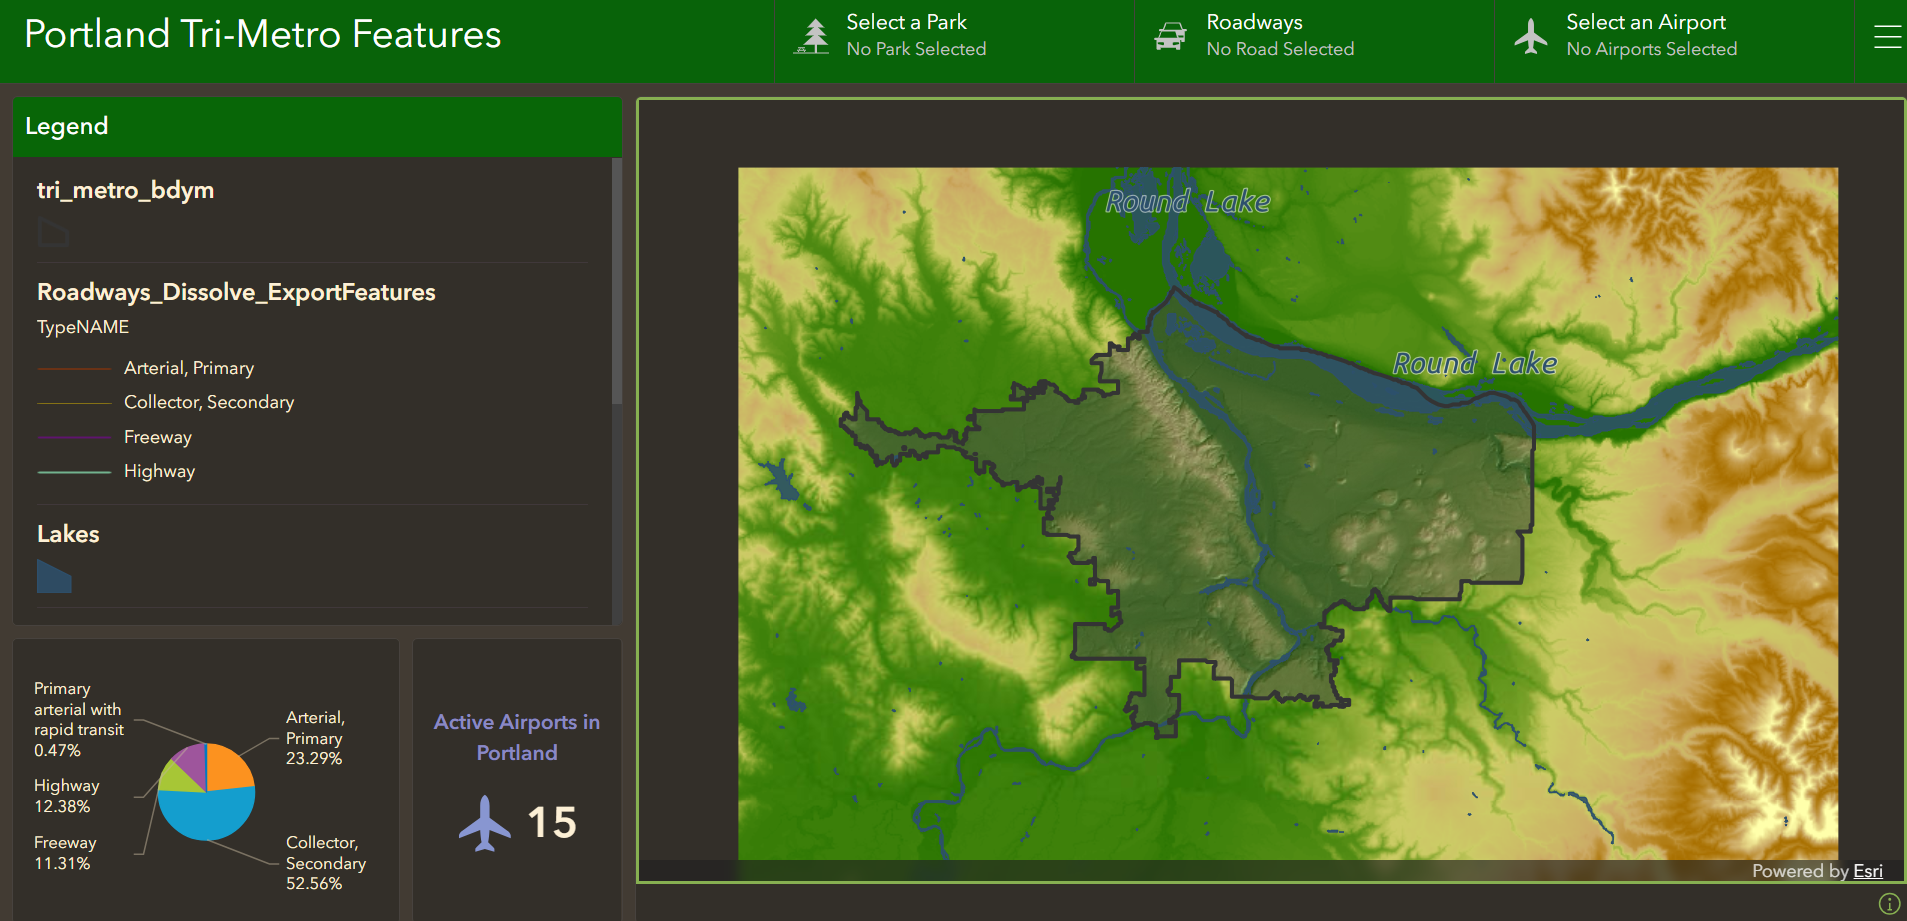 Portland Tri-Metro Features
Select a Park
No Park Selected
Roadways
No Road Selected
Select an Airport
No Airports Selected
Legend
tri_metro_bdym
Roadways_Dissolve_ExportFeatures
TypeNAME
Arterial, Primary
Collector, Secondary
Freeway
Highway
Lakes
Primary
arterial with
rapid transit
0.47%
Highway
12.38%
Freeway
11.31%
Arterial,
Primary
23.29%
Collector,
Secondary
52.56%
Active Airports in
Portland
15
Round Lake
Round Lake
Powered by Esri